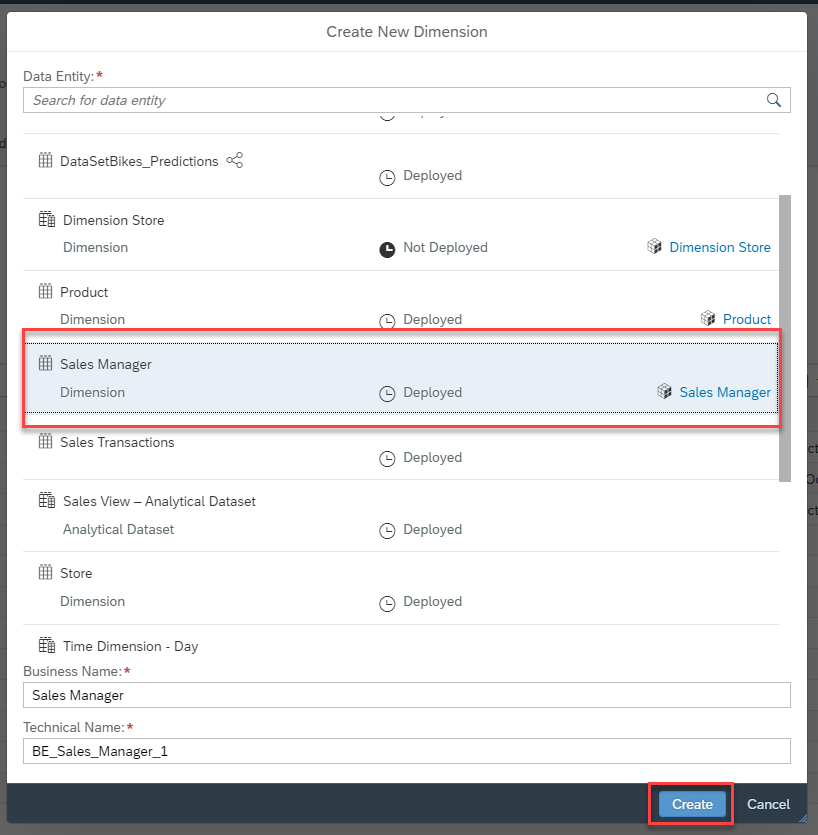 Create New Dimension
Data Entity:*
Search for data entity
DataSetBikes_Predictions
Deployed
Dimension Store
Dimension Not Deployed Dimension Store
Product
Dimension Deployed Product
Sales Manager
Dimension Deployed Sales Manager
Sales Transactions
Deployed
Sales View – Analytical Dataset
Analytical Dataset Deployed
Store
Dimension Deployed
Time Dimension - Day
Business Name:*
Sales Manager
Technical Name:*
BE_Sales_Manager_1
Create Cancel